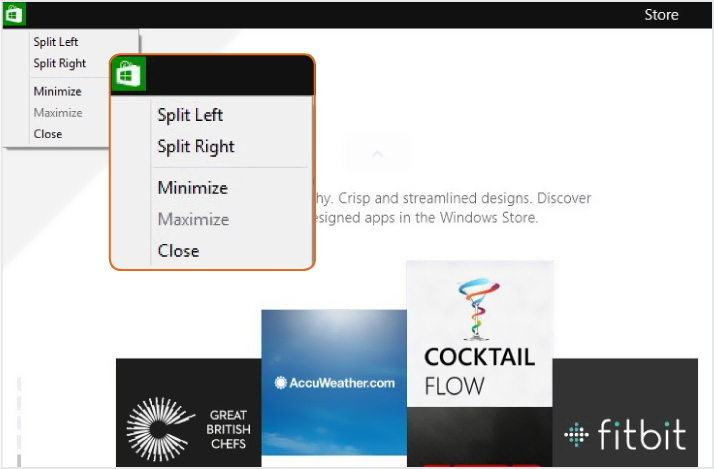 Store
Split Left
Split Right
Minimize
Maximize
Close
Split Left
Split Right
Minimize
Maximize
Close
hy. Crisp and streamlined designs. Discover
esigned apps in the Windows Store.
COCKTAIL
FLOW
AccuWeather.com
GREAT
BRITISH
CHEFS
fitbit